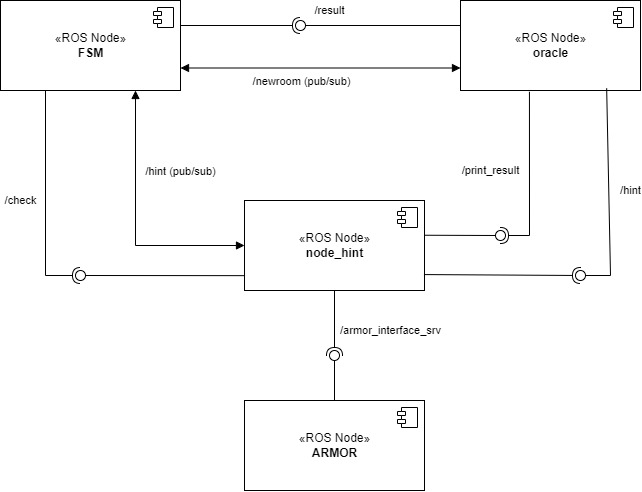 /result
«ROS Node»
FSM
«ROS Node»
oracle
/newroom (pub/sub)
/hint (pub/sub)
/print_result
/check
/hint
«ROS Node»
node_hint
/armor_interface_srv
«ROS Node»
ARMOR